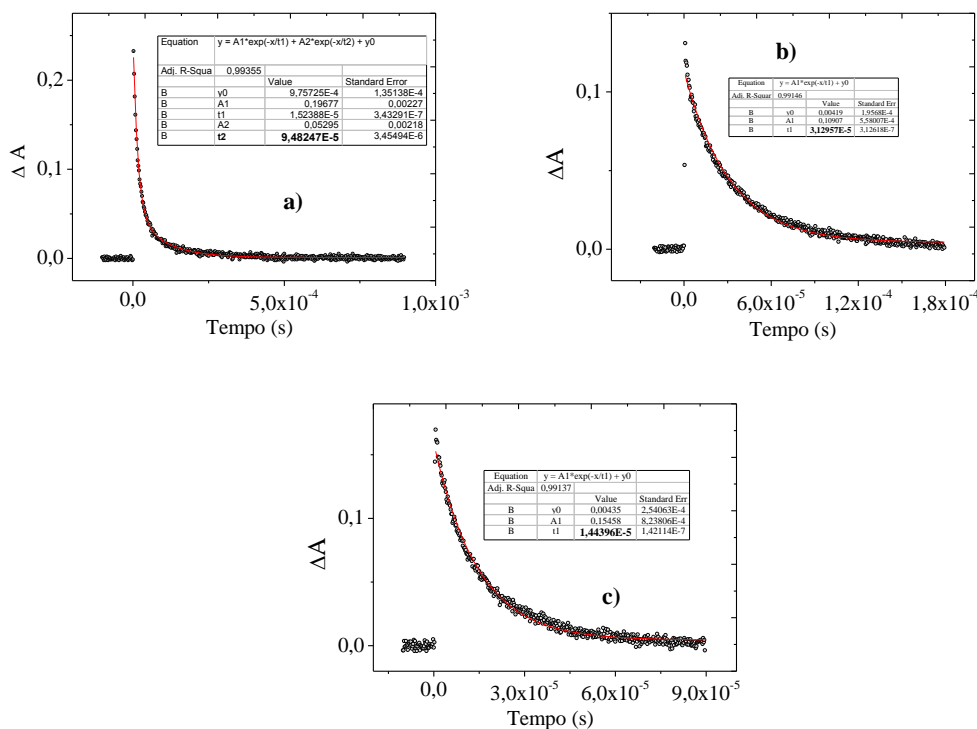 a)
Equation y = A1*exp(-x/t1) + A2*exp(-x/t2) + y0
Adj. R-Squa 0,99355
Value Standard Error
B y0 9,75725E-4 1,35138E-4
B A1 0,19677 0,00227
B t1 1,52388E-5 3,43291E-7
B A2 0,05295 0,00218
B t2 9,48247E-5 3,45494E-6
0,2
0,1
0,0
Δ A
0,0 5,0x10⁻⁴ 1,0x10⁻³
Tempo (s)
b)
Equation y = A1*exp(-x/t1) + y0
Adj. R-Squar 0,99146
Value Standard Err
B y0 0,00419 1,9568E-4
B A1 0,10907 5,58007E-4
B t1 3,12957E-5 3,12618E-7
0,1
0,0
ΔA
0,0 6,0x10⁻⁵ 1,2x10⁻⁴ 1,8x10⁻⁴
Tempo (s)
Equation y = A1*exp(-x/t1) + y0
Adj. R-Squa 0,99137
Value Standard Err
B y0 0,00435 2,54063E-4
B A1 0,15458 8,23806E-4
B t1 1,44396E-5 1,42114E-7
c)
0,1
0,0
ΔA
0,0 3,0x10⁻⁵ 6,0x10⁻⁵ 9,0x10⁻⁵
Tempo (s)